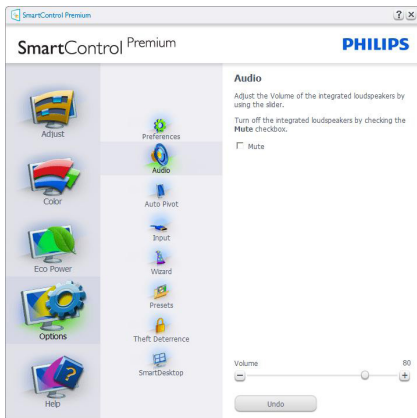 SmartControl Premium
SmartControl Premium
PHILIPS
Adjust
Color
Eco Power
Options
Help
Preferences
Audio
Auto Pivot
Input
Wizard
Presets
Theft Deterrence
SmartDesktop
Audio
Adjust the Volume of the integrated loudspeakers by
using the slider.
Turn off the integrated loudspeakers by checking the
Mute checkbox.
Mute
Volume 80
Undo